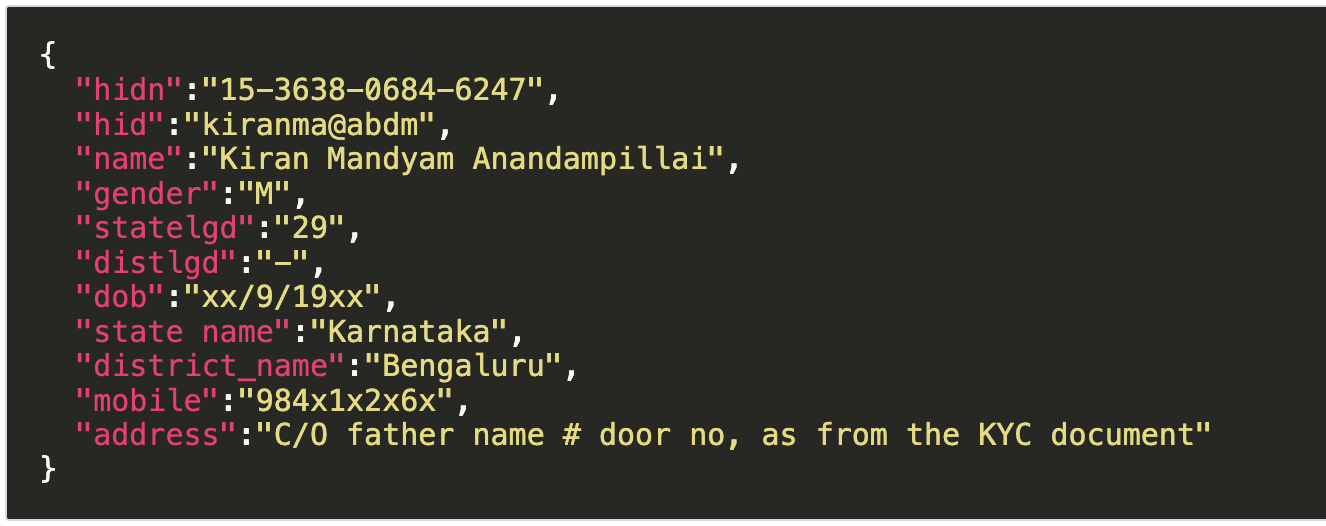 {
"hidn":"15-3638-0684-6247",
"hid":"kiranma@abdm",
"name":"Kiran Mandyam Anandampillai",
"gender":"M",
"statelgd":"29",
"distlgd":"–",
"dob":"xx/9/19xx",
"state name":"Karnataka",
"district_name":"Bengaluru",
"mobile":"984x1x2x6x",
"address":"C/O father name # door no, as from the KYC document"
}